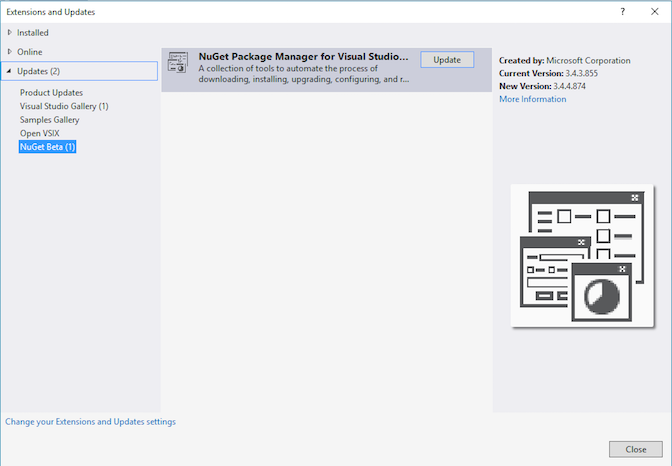 Extensions and Updates
? ×
Installed
Online
Updates (2)
Product Updates
Visual Studio Gallery (1)
Samples Gallery
Open VSIX
NuGet Beta (1)
NuGet Package Manager for Visual Studio...
Update
A collection of tools to automate the process of
downloading, installing, upgrading, configuring, and r...
Created by: Microsoft Corporation
Current Version: 3.4.3.855
New Version: 3.4.4.874
More Information
Change your Extensions and Updates settings
Close